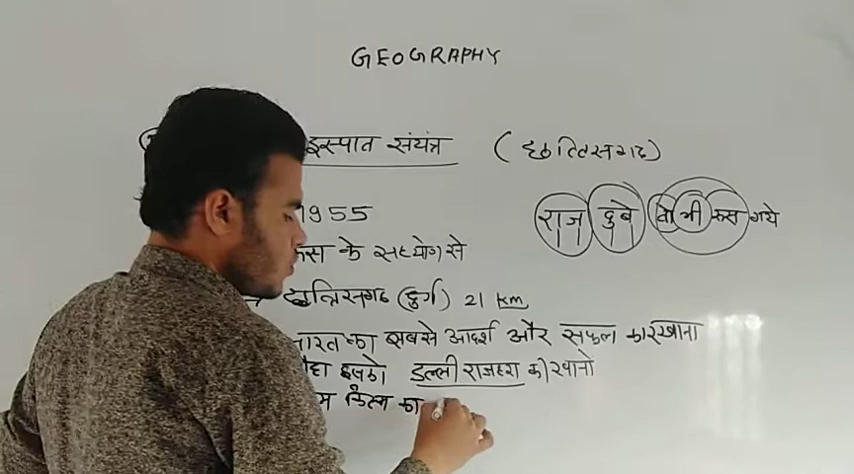 GEOGRAPHY
इस्पात संयंत्र (छत्तिसगढ)
1955 राज दुबे बो भी रूस गये
रूस के सहयोग से
छत्तिसगढ (दुर्ग) 21 km
भारत का सबसे आदर्श और सफल कारखाना
इसको डल्ली राजहरा की खानो
किस्म का